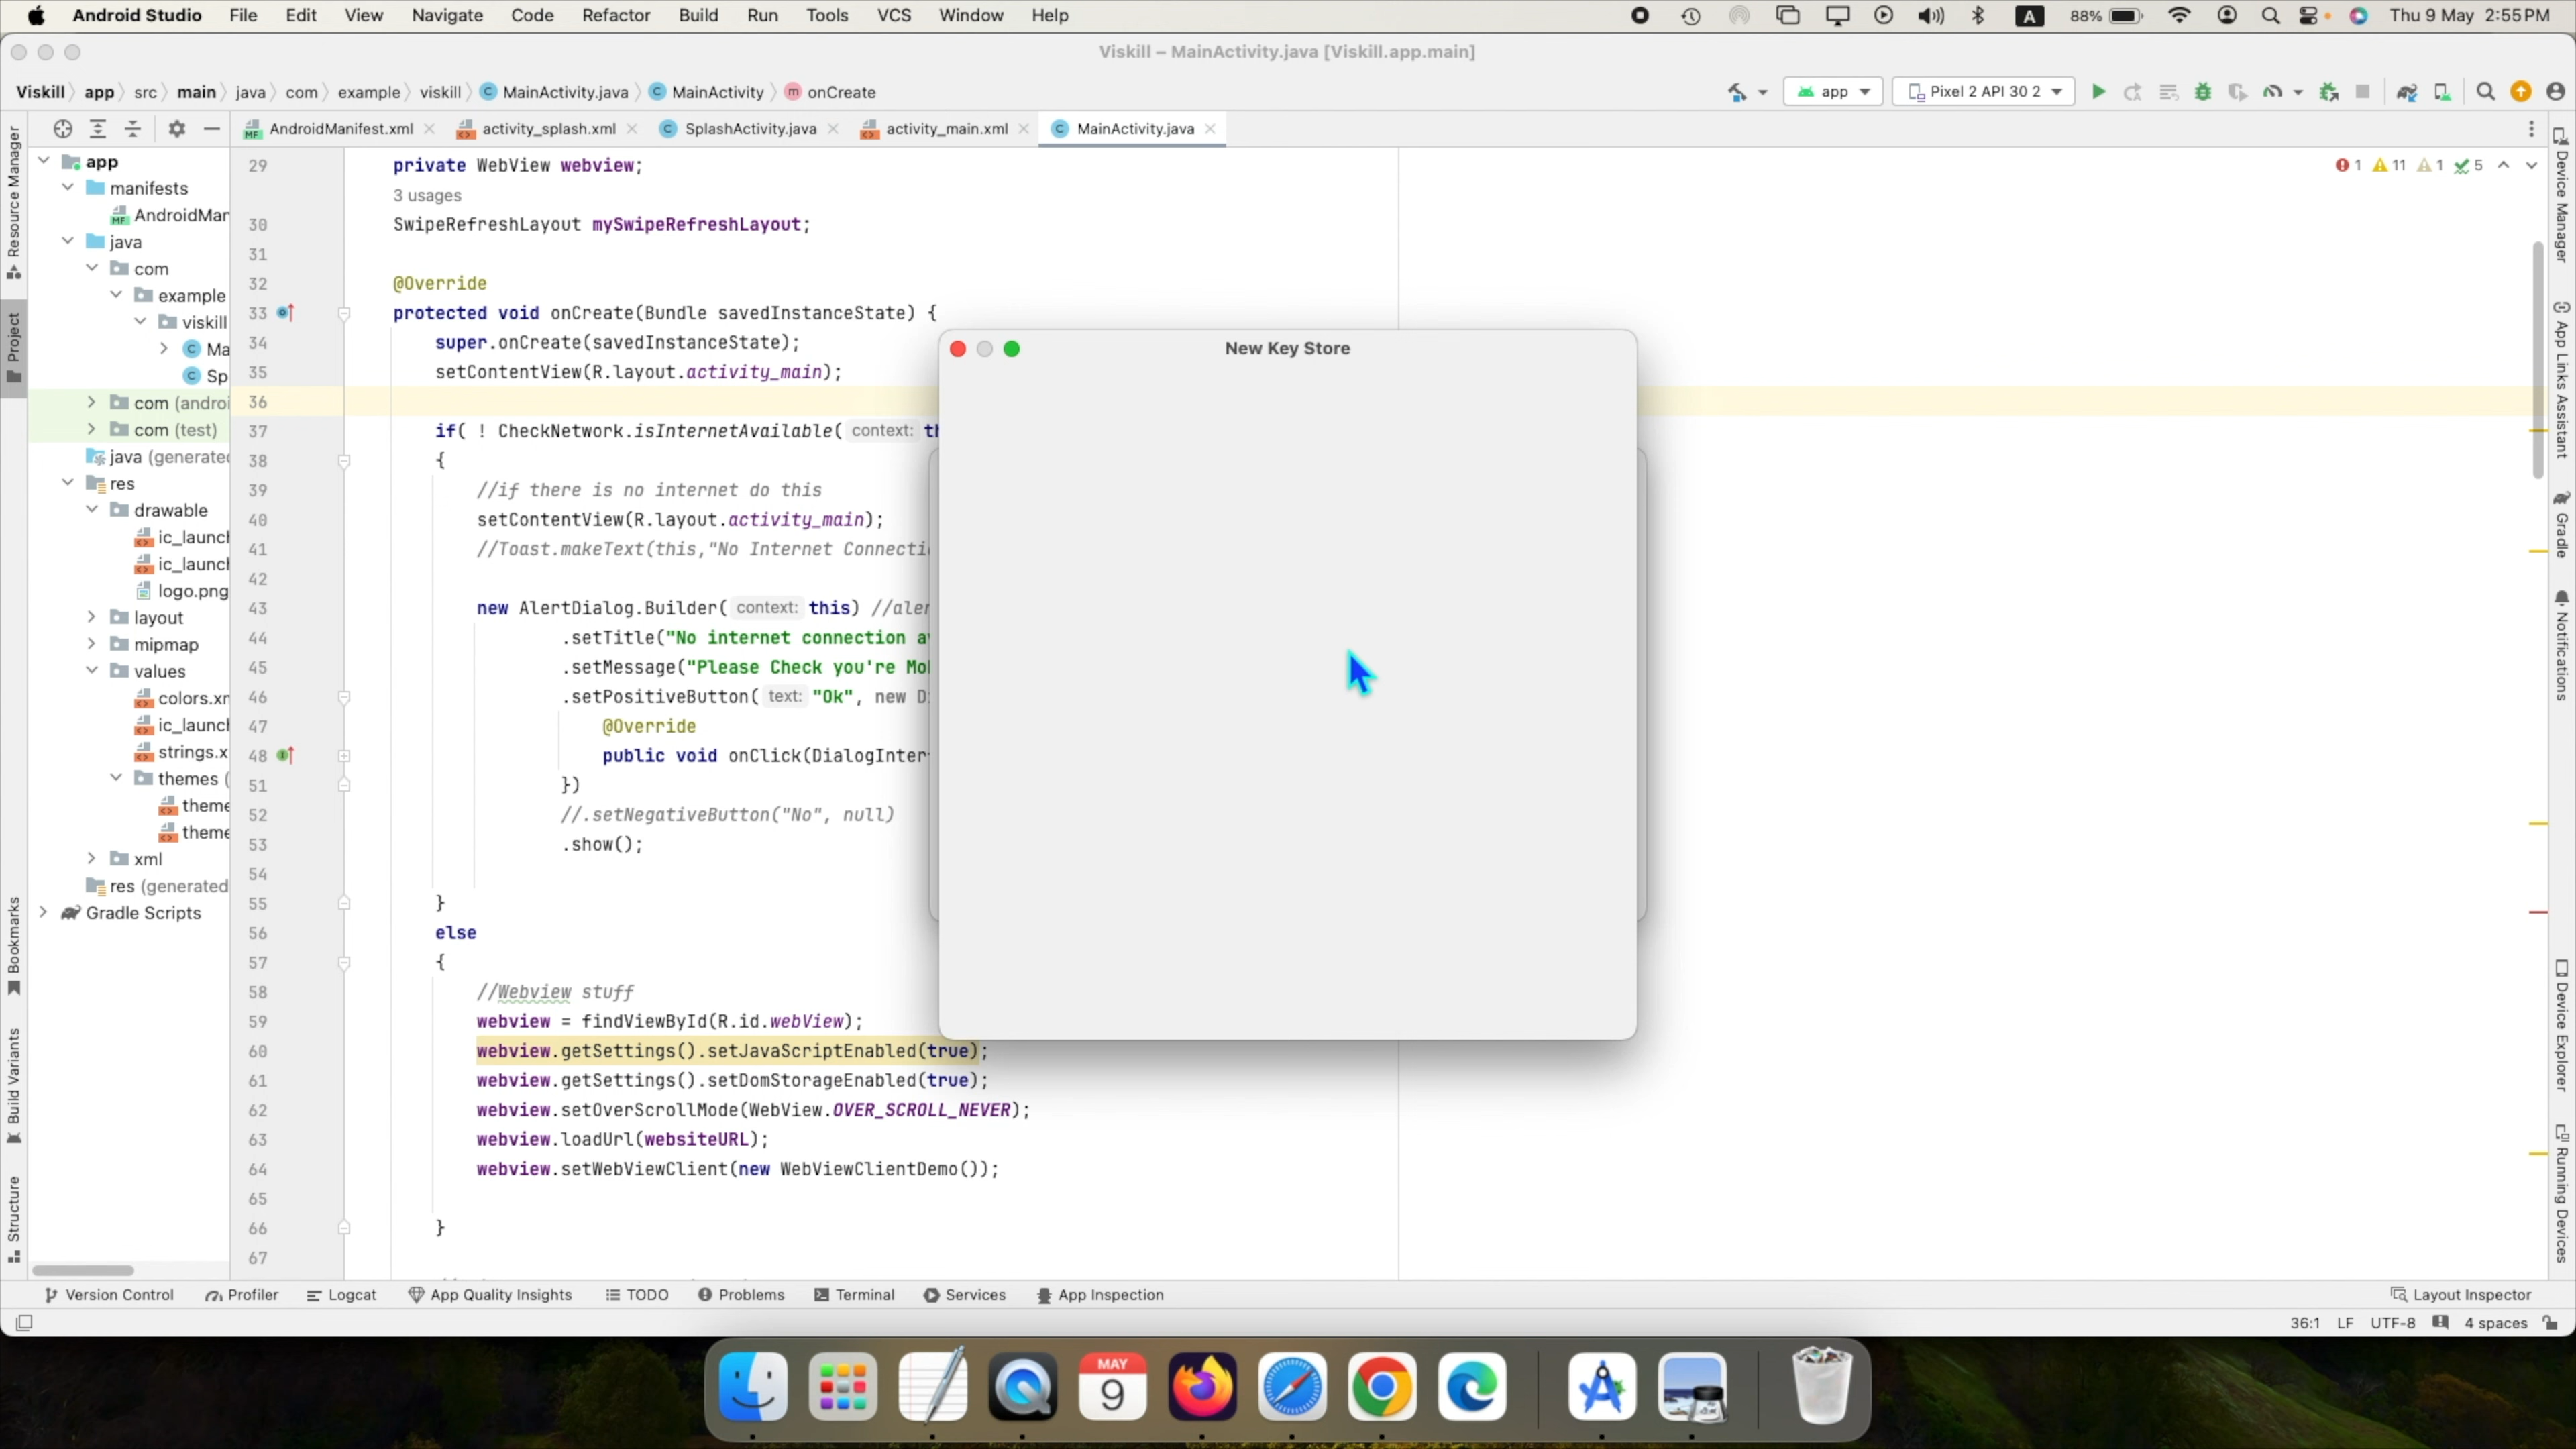 Android Studio File Edit View Navigate Code Refactor Build Run Tools VCS Window Help A 88% Thu 9 May 2:55 PM
Viskill – MainActivity.java [Viskill.app.main]
Viskill app src main java com example viskill C MainActivity.java C MainActivity m onCreate app Pixel 2 API 30 2
MF AndroidManifest.xml activity_splash.xml C SplashActivity.java activity_main.xml C MainActivity.java
Resource Manager
Project
Bookmarks
Build Variants
Structure
app
manifests
MF AndroidMan
java
com
example
viskill
C Ma
C Sp
com (androi
com (test)
java (generated
res
drawable
ic_launch
ic_launch
logo.png
layout
mipmap
values
colors.xm
ic_launch
strings.x
themes (
theme
theme
xml
res (generated
Gradle Scripts
1 11 1 5
29 private WebView webview;
3 usages
30 SwipeRefreshLayout mySwipeRefreshLayout;
31
32 @Override
33 protected void onCreate(Bundle savedInstanceState) {
34 super.onCreate(savedInstanceState);
35 setContentView(R.layout.activity_main);
36
37 if( ! CheckNetwork.isInternetAvailable( context: th
38 {
39 //if there is no internet do this
40 setContentView(R.layout.activity_main);
41 //Toast.makeText(this,"No Internet Connecti
42
43 new AlertDialog.Builder( context: this) //aler
44 .setTitle("No internet connection av
45 .setMessage("Please Check you're Mob
46 .setPositiveButton( text: "Ok", new D
47 @Override
48 public void onClick(DialogInter
51 })
52 //.setNegativeButton("No", null)
53 .show();
54
55 }
56 else
57 {
58 //Webview stuff
59 webview = findViewById(R.id.webView);
60 webview.getSettings().setJavaScriptEnabled(true);
61 webview.getSettings().setDomStorageEnabled(true);
62 webview.setOverScrollMode(WebView.OVER_SCROLL_NEVER);
63 webview.loadUrl(websiteURL);
64 webview.setWebViewClient(new WebViewClientDemo());
65
66 }
67
New Key Store
Device Manager
App Links Assistant
Gradle
Notifications
Device Explorer
Running Devices
Version Control Profiler Logcat App Quality Insights TODO Problems Terminal Services App Inspection Layout Inspector
36:1 LF UTF-8 4 spaces
MAY
9